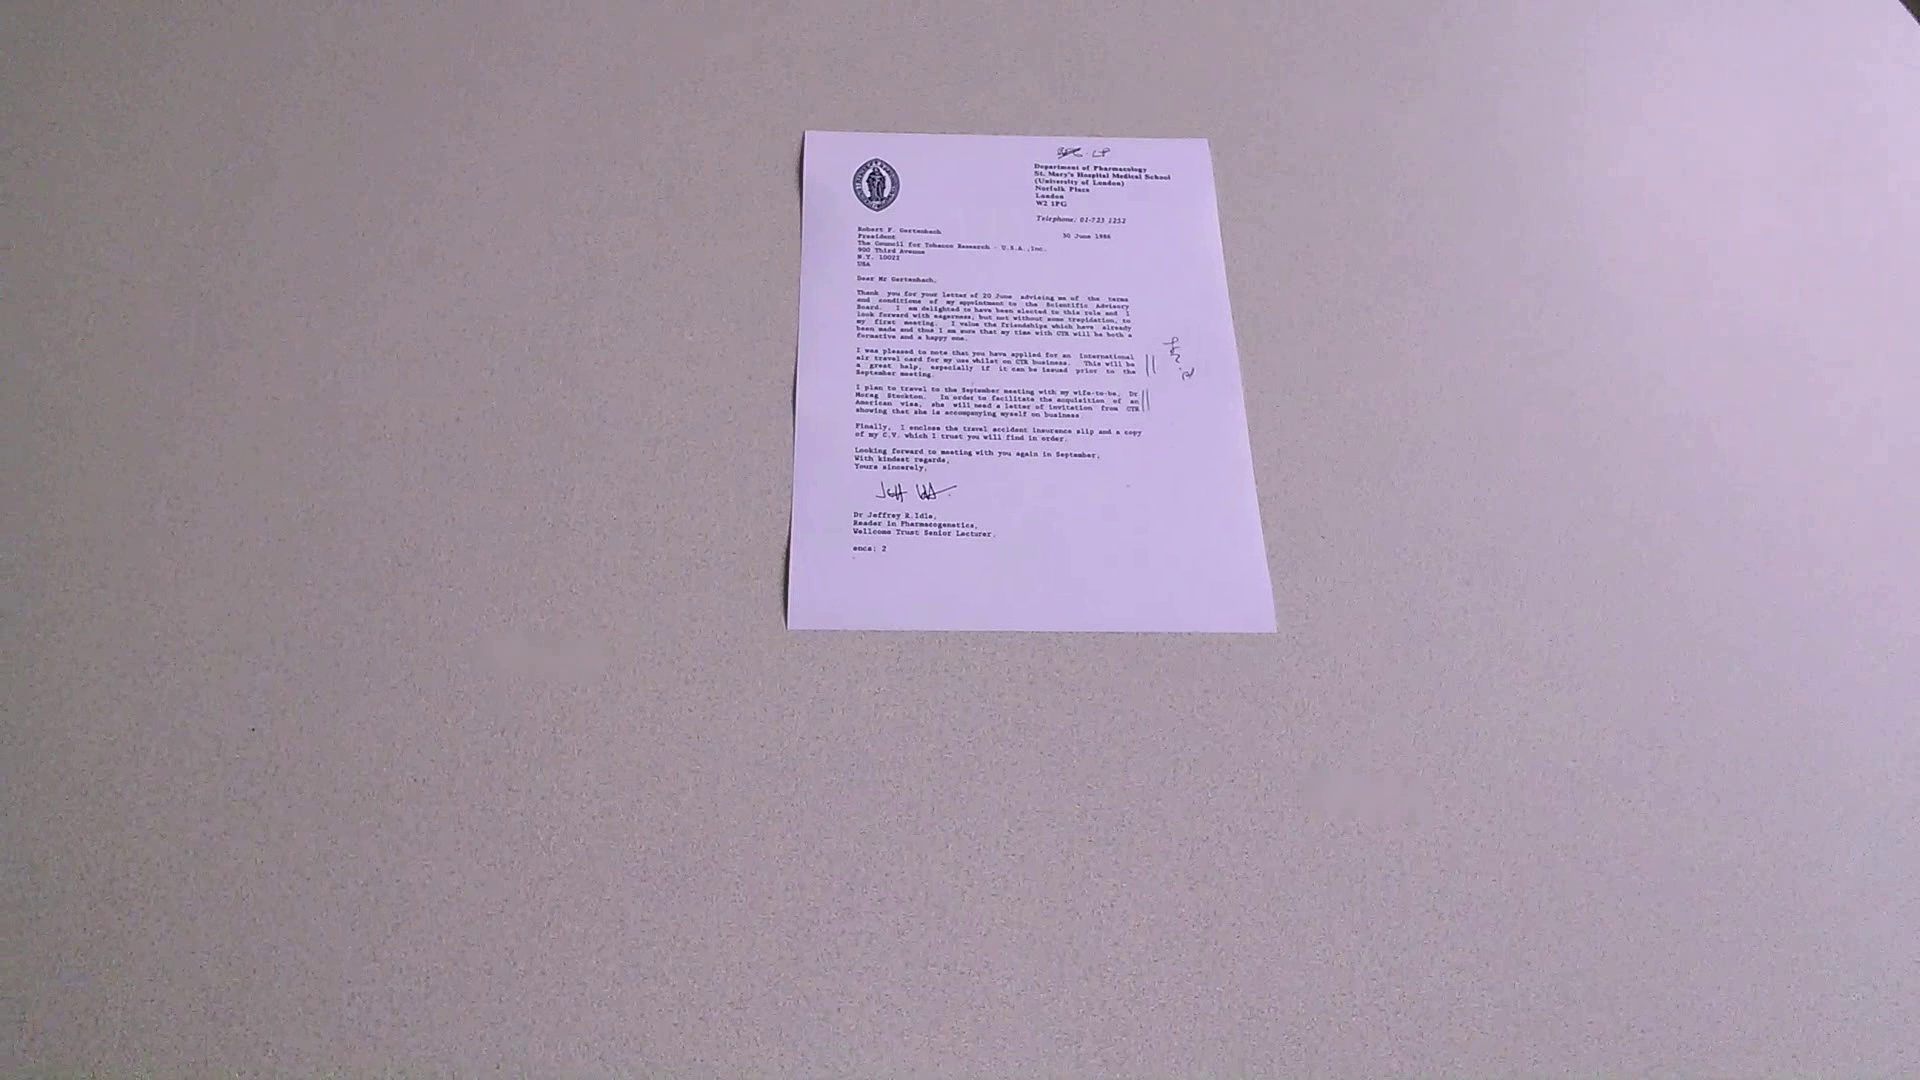 Department of Pharmacology
St. Mary's Hospital Medical School
(University of London)
Norfolk Place
London
W2 1PG
Telephone: 01-723 1252
30 June 1986
Robert F. Gertenbach
President
The Council for Tobacco Research - U.S.A.,Inc.
900 Third Avenue
N.Y. 10022
USA
Dear Mr Gertenbach,
Thank you for your letter of 20 June advising me of the terms
and conditions of my appointment to the Scientific Advisory
Board. I am delighted to have been elected to this role and I
look forward with eagerness, but not without some trepidation, to
my first meeting. I value the friendships which have already
been made and thus I am sure that my time with CTR will be both a
formative and a happy one.
I was pleased to note that you have applied for an international
air travel card for my use whilst on CTR business. This will be
a great help, especially if it can be issued prior to the
September meeting.
I plan to travel to the September meeting with my wife-to-be, Dr
Morag Stockton. In order to facilitate the acquisition of an
American visa, she will need a letter of invitation from CTR
showing that she is accompanying myself on business.
Finally, I enclose the travel accident insurance slip and a copy
of my C.V. which I trust you will find in order.
Looking forward to meeting with you again in September,
With kindest regards,
Yours sincerely,
Dr Jeffrey R.Idle,
Reader in Pharmacogenetics,
Wellcome Trust Senior Lecturer.
encs: 2